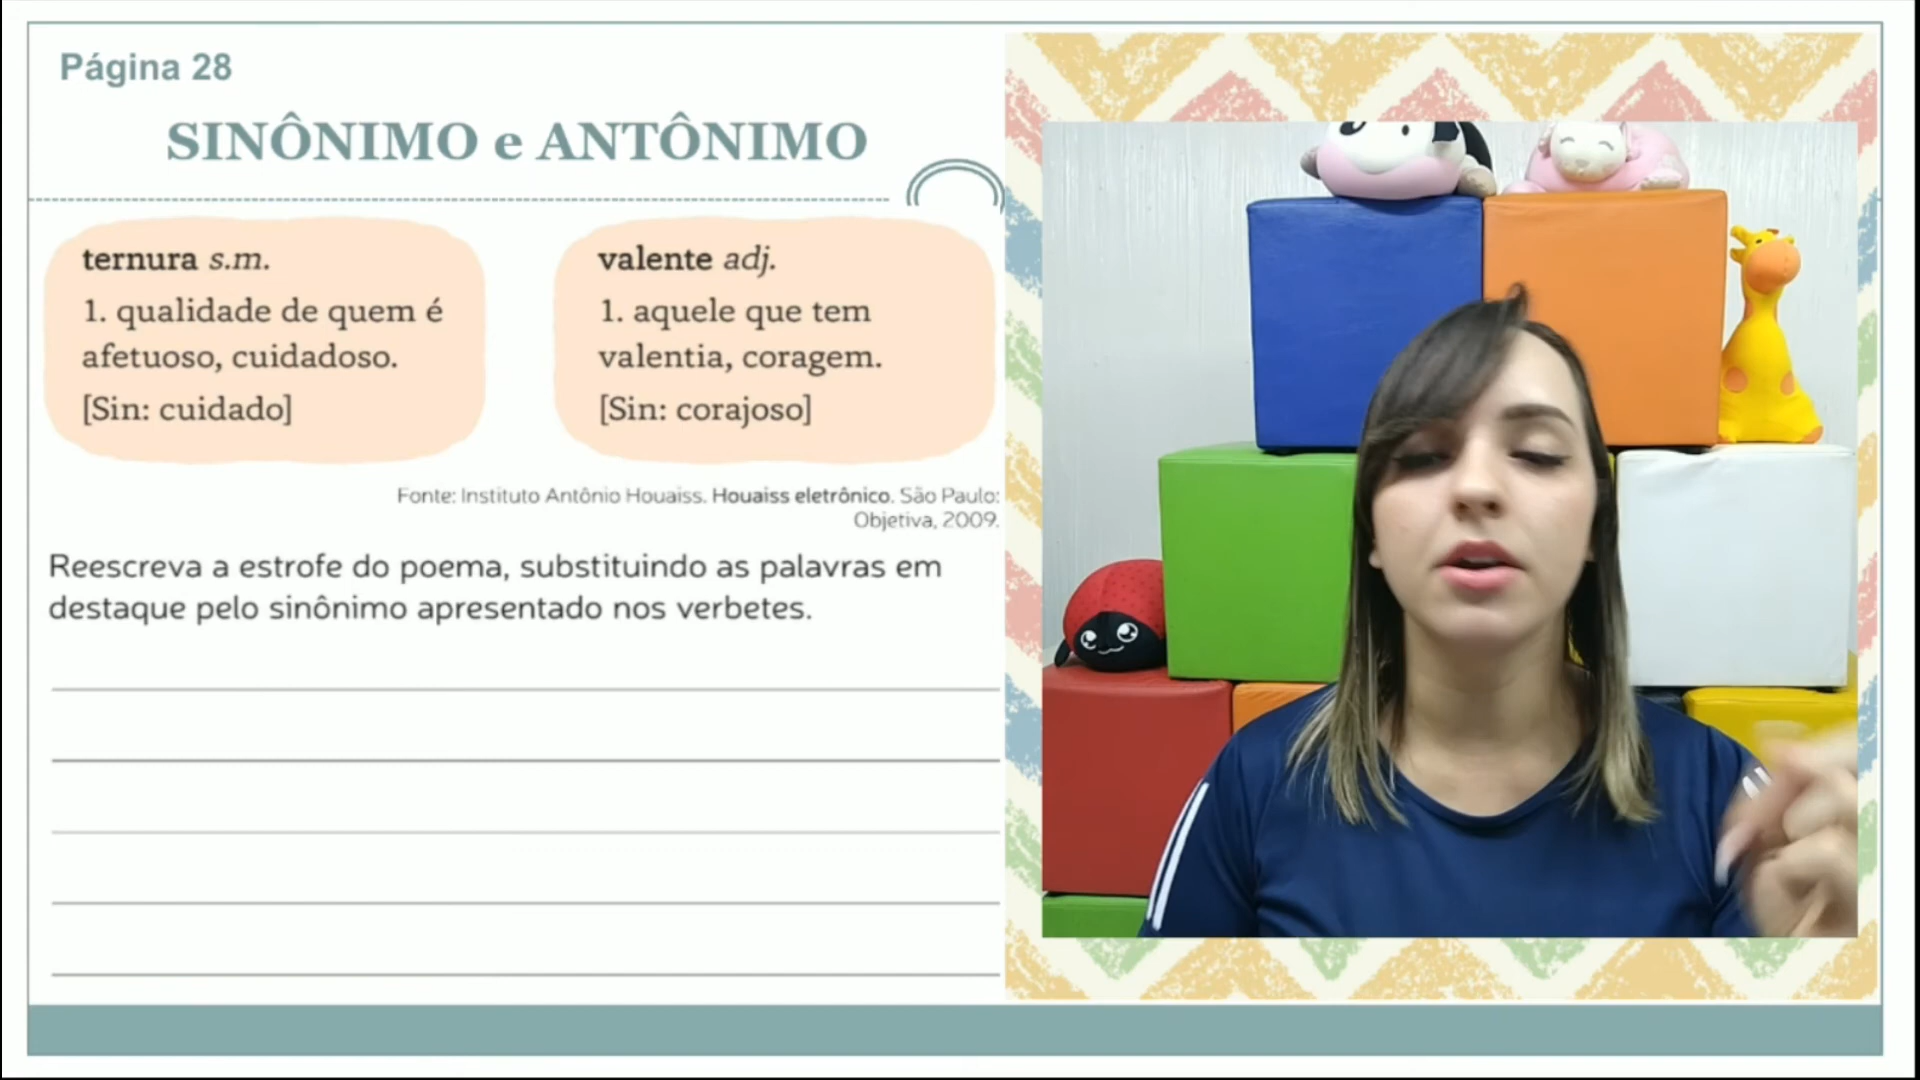 Página 28
SINÔNIMO e ANTÔNIMO
ternura s.m.
1. qualidade de quem é
afetuoso, cuidadoso.
[Sin: cuidado]
valente adj.
1. aquele que tem
valentia, coragem.
[Sin: corajoso]
Fonte: Instituto Antônio Houaiss. Houaiss eletrônico. São Paulo:
Objetiva, 2009.
Reescreva a estrofe do poema, substituindo as palavras em
destaque pelo sinônimo apresentado nos verbetes.